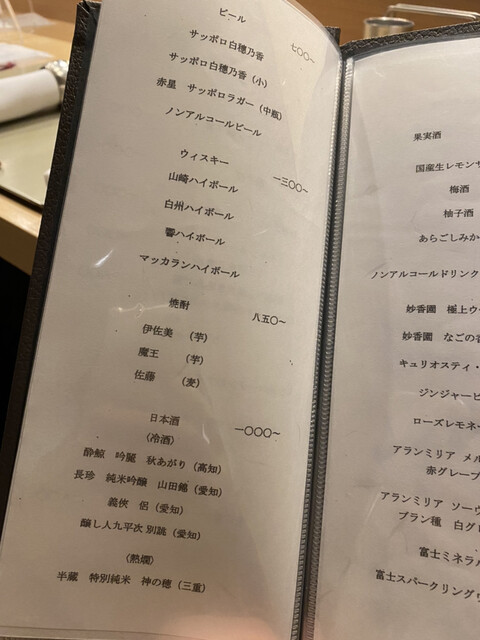 ビール
七〇〇～
サッポロ白穂乃香
サッポロ白穂乃香（小）
赤星　サッポロラガー（中瓶）
ノンアルコールビール
ウィスキー
一三〇〇～
山崎ハイボール
白州ハイボール
響ハイボール
マッカランハイボール
焼酎
八五〇～
伊佐美　（芋）
魔王　（芋）
佐藤　（麦）
日本酒
一〇〇〇～
（冷酒）
酔鯨　吟麗　秋あがり（高知）
長珍　純米吟醸　山田錦（愛知）
義侠　侶（愛知）
醸し人九平次 別誂（愛知）
（熱燗）
半蔵　特別純米　神の穂（三重）
果実酒
国産生レモンサ
梅酒
柚子酒
あらごしみか
ノンアルコールドリンク
妙香園　極上ウ
妙香園　なごの
キュリオスティ・
ジンジャービ
ローズレモネー
アランミリア　メル
赤グレープ
アランミリア　ソーヴ
ブラン種　白グレ
富士ミネラル
富士スパークリングウ